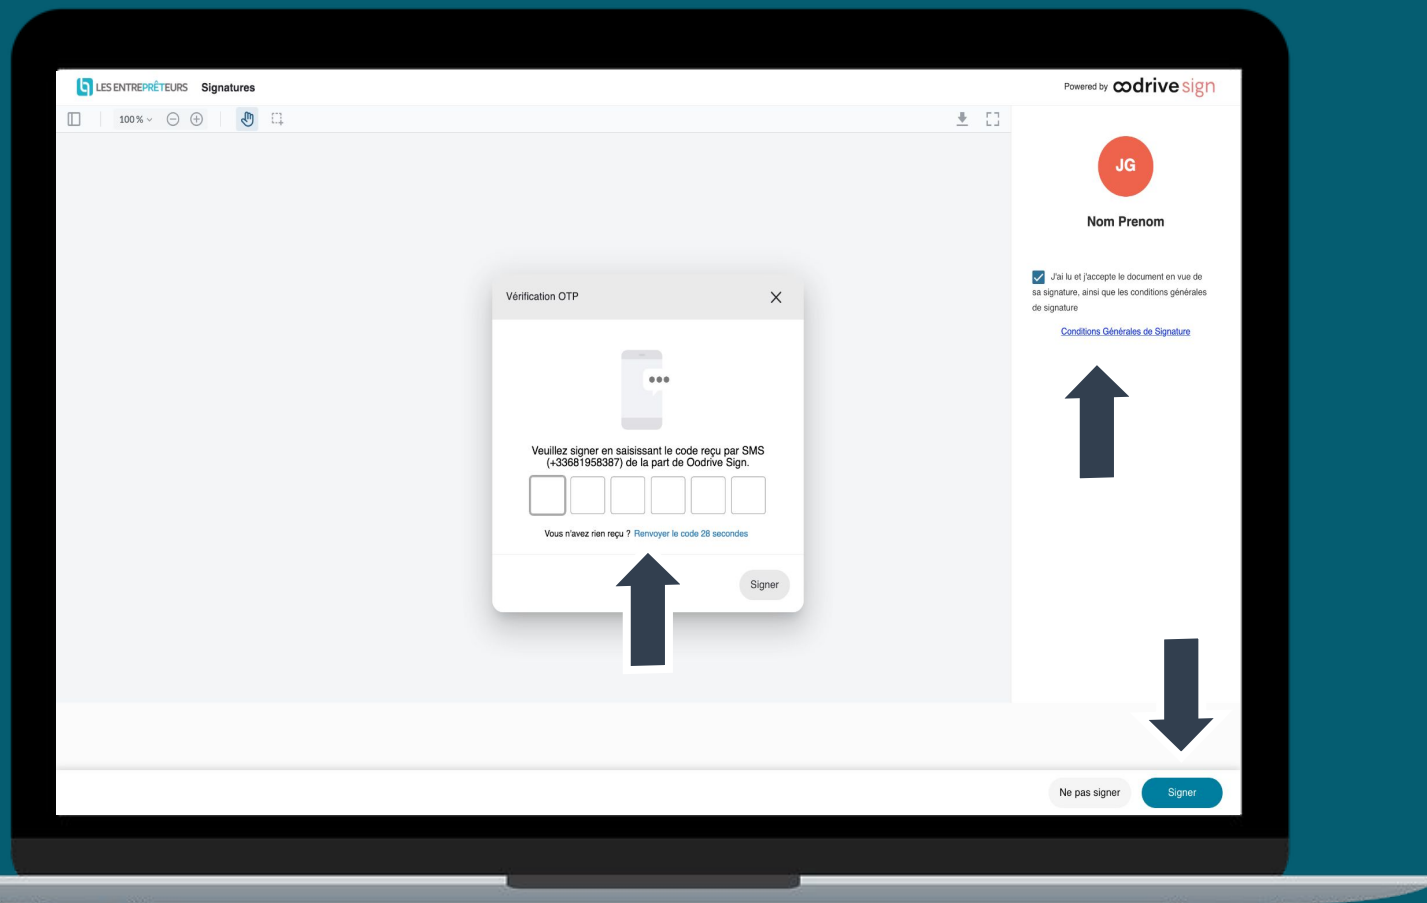 LES ENTREPRÊTEURS Signatures
Powered by oodrive sign
100 %
JG
Nom Prenom
J'ai lu et j'accepte le document en vue de
sa signature, ainsi que les conditions générales
de signature
Conditions Générales de Signature
Vérification OTP
Veuillez signer en saisissant le code reçu par SMS
(+33681958387) de la part de Oodrive Sign.
Vous n'avez rien reçu ? Renvoyer le code 28 secondes
Signer
Ne pas signer
Signer